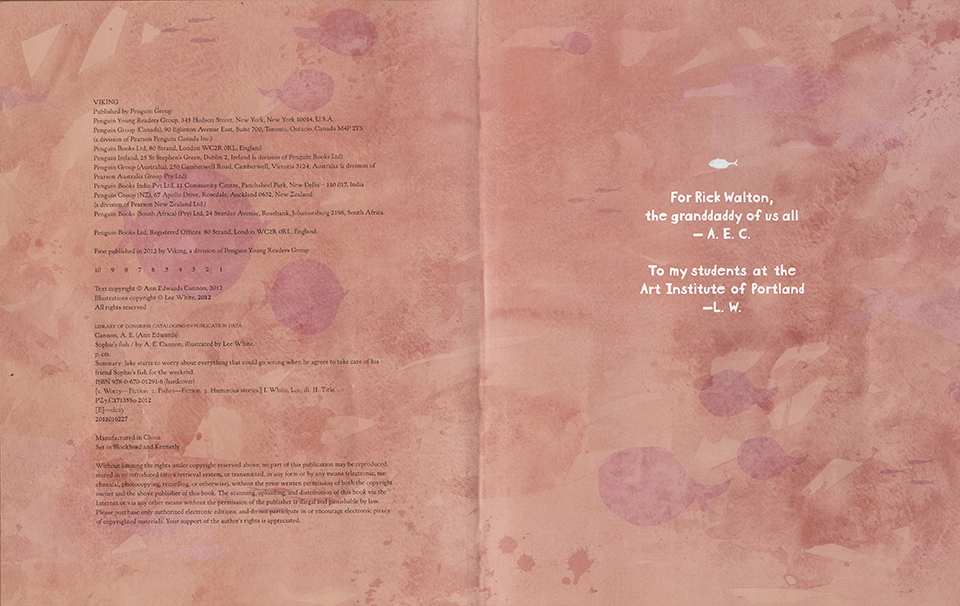 VIKING
Published by Penguin Group
Penguin Young Readers Group, 345 Hudson Street, New York, New York 10014, U.S.A.
Penguin Group (Canada), 90 Eglinton Avenue East, Suite 700, Toronto, Ontario, Canada M4P 2Y3
(a division of Pearson Penguin Canada Inc.)
Penguin Books Ltd, 80 Strand, London WC2R 0RL, England
Penguin Ireland, 25 St Stephen's Green, Dublin 2, Ireland (a division of Penguin Books Ltd)
Penguin Group (Australia), 250 Camberwell Road, Camberwell, Victoria 3124, Australia (a division of
Pearson Australia Group Pty Ltd)
Penguin Books India Pvt Ltd, 11 Community Centre, Panchsheel Park, New Delhi – 110 017, India
Penguin Group (NZ), 67 Apollo Drive, Rosedale, Auckland 0632, New Zealand
(a division of Pearson New Zealand Ltd.)
Penguin Books (South Africa) (Pty) Ltd, 24 Sturdee Avenue, Rosebank, Johannesburg 2196, South Africa
Penguin Books Ltd, Registered Offices: 80 Strand, London WC2R 0RL, England
First published in 2012 by Viking, a division of Penguin Young Readers Group
10 9 8 7 6 5 4 3 2 1
Text copyright © Ann Edwards Cannon, 2012
Illustrations copyright © Lee White, 2012
All rights reserved
LIBRARY OF CONGRESS CATALOGING-IN-PUBLICATION DATA
Cannon, A. E. (Ann Edwards)
Sophie's fish / by A. E. Cannon; illustrated by Lee White.
p. cm.
Summary: Jake starts to worry about everything that could go wrong when he agrees to take care of his
friend Sophie's fish for the weekend.
ISBN 978-0-670-01291-6 (hardcover)
[1. Worry—Fiction. 2. Fishes—Fiction. 3. Humorous stories.] I. White, Lee, ill. II. Title.
PZ7.C17135So 2012
[E]—dc23
2011016227
Manufactured in China
Set in Blockhead and Kennerly
Without limiting the rights under copyright reserved above, no part of this publication may be reproduced,
stored in or introduced into a retrieval system, or transmitted, in any form or by any means (electronic, me-
chanical, photocopying, recording, or otherwise), without the prior written permission of both the copyright
owner and the above publisher of this book. The scanning, uploading, and distribution of this book via the
Internet or via any other means without the permission of the publisher is illegal and punishable by law.
Please purchase only authorized electronic editions, and do not participate in or encourage electronic piracy
of copyrighted materials. Your support of the author's rights is appreciated.
For Rick Walton,
the granddaddy of us all
— A. E. C.
To my students at the
Art Institute of Portland
—L. W.